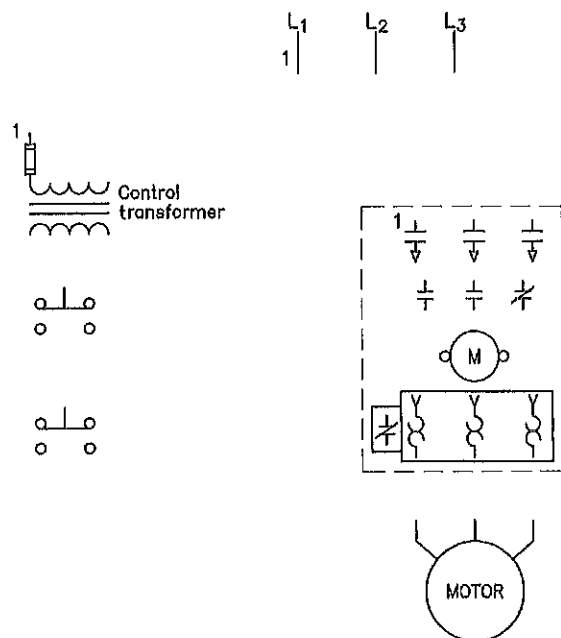 L1 L2 L3
1
1
Control
transformer
1
M
MOTOR